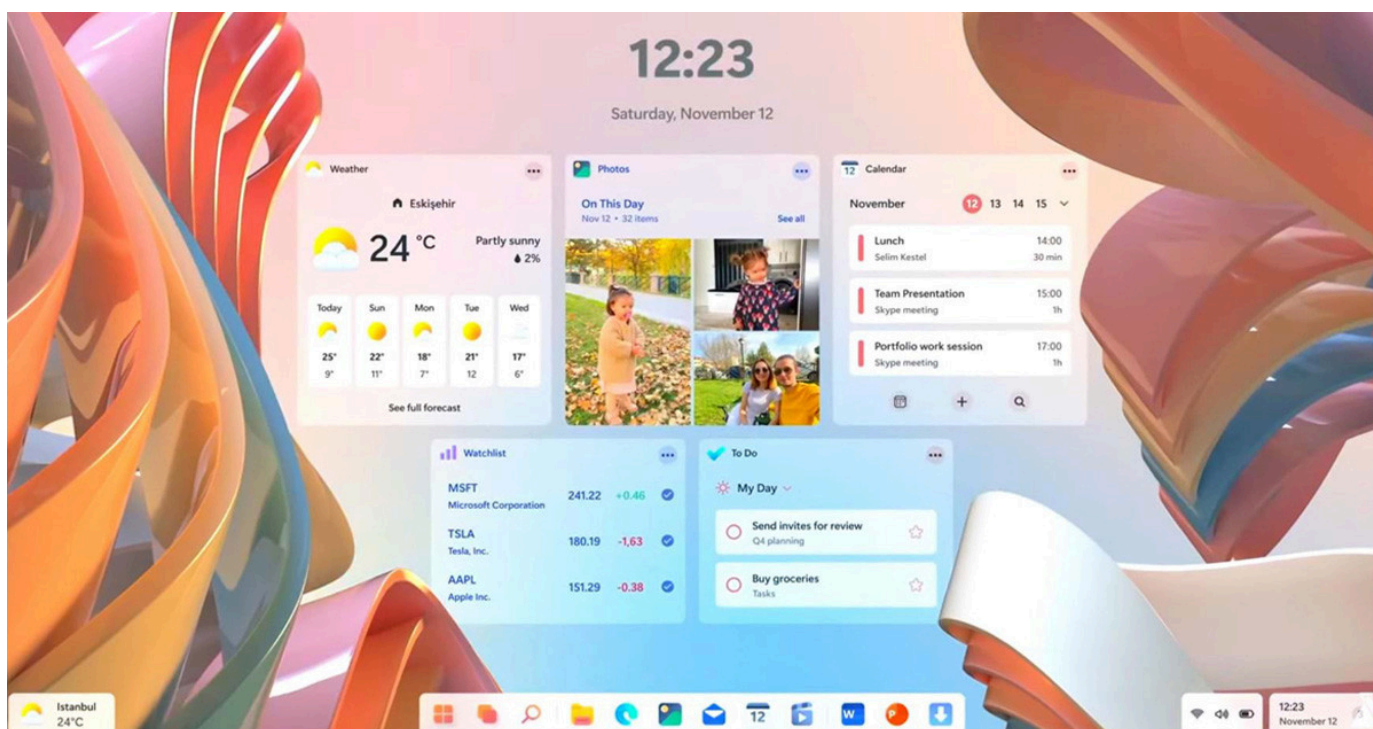 12:23
Saturday, November 12
Weather
Eskişehir
24 °C
Partly sunny
2%
Today Sun Mon Tue Wed
25° 22° 18° 21° 17°
9° 11° 7° 12 6°
See full forecast
Photos
On This Day
Nov 12 • 32 items See all
12 Calendar
November 12 13 14 15
Lunch 14:00
Selim Kestel 30 min
Team Presentation 15:00
Skype meeting 1h
Portfolio work session 17:00
Skype meeting 1h
Watchlist
MSFT
Microsoft Corporation
241.22 +0.46
TSLA
Tesla, Inc.
180.19 -1,63
AAPL
Apple Inc.
151.29 -0.38
To Do
My Day
Send invites for review
Q4 planning
Buy groceries
Tasks
Istanbul
24°C
12
W
P
12:23
November 12